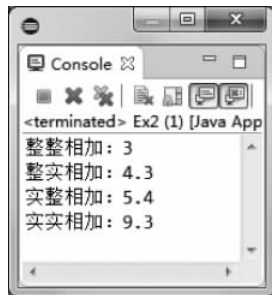 Console
<terminated> Ex2 (1) [Java App
整整相加: 3
整实相加: 4.3
实整相加: 5.4
实实相加: 9.3